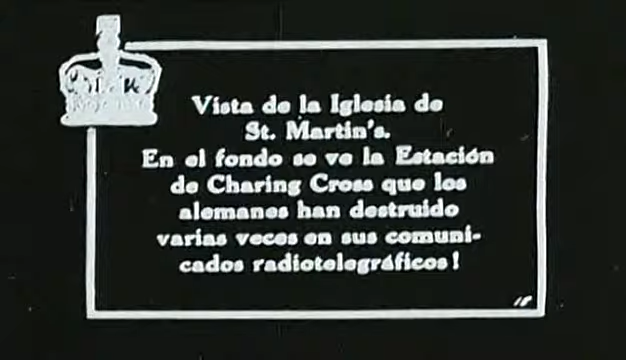 Vista de la Iglesia de
St. Martin's.
En el fondo se ve la Estación
de Charing Cross que los
alemanes han destruido
varias veces en sus comuni-
cados radiotelegráficos!